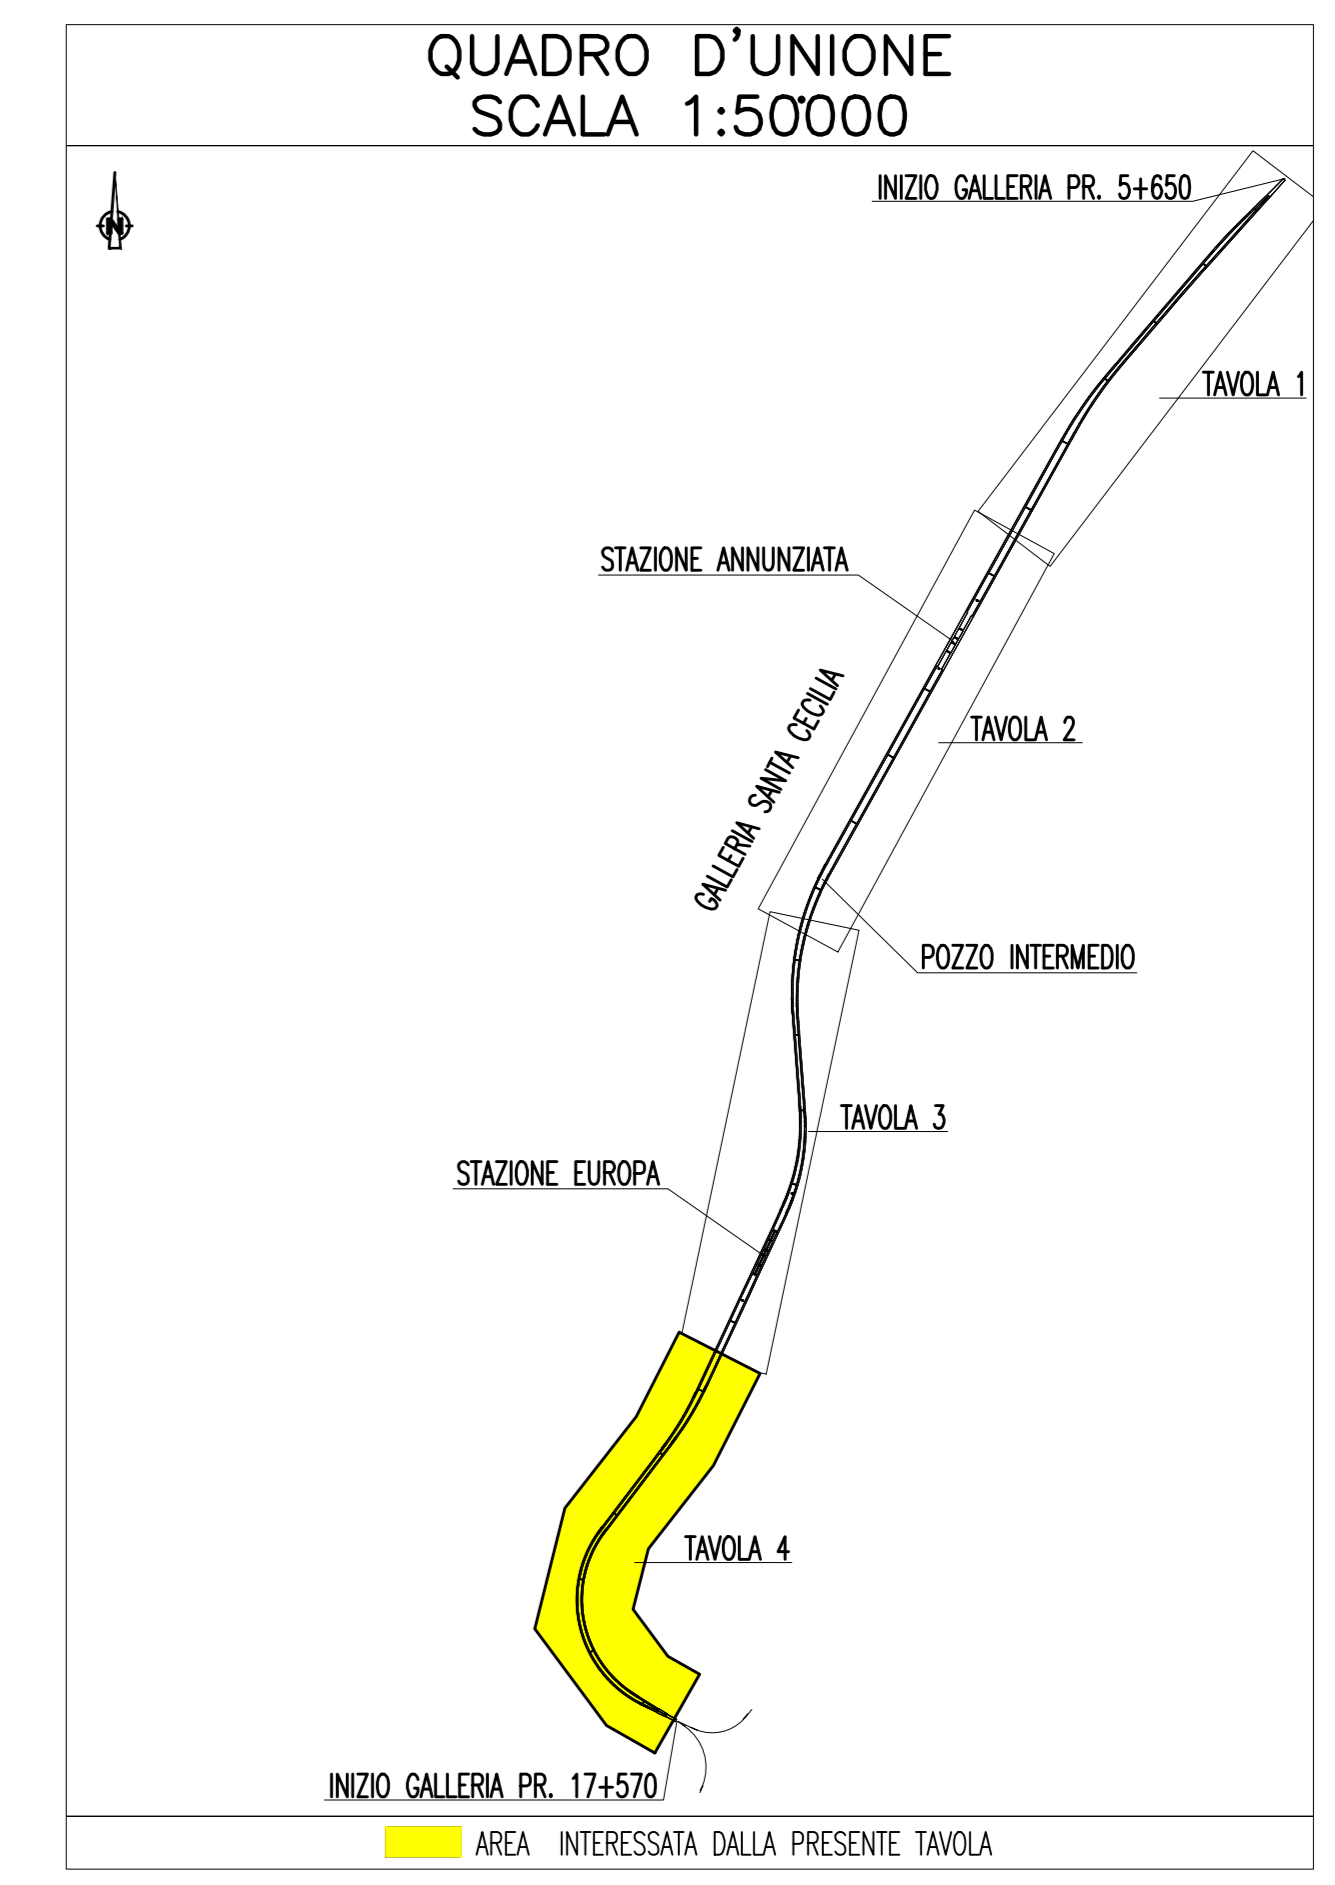 QUADRO D'UNIONE
SCALA 1:50'000
N
INIZIO GALLERIA PR. 5+650
TAVOLA 1
STAZIONE ANNUNZIATA
GALLERIA SANTA CECILIA
TAVOLA 2
POZZO INTERMEDIO
TAVOLA 3
STAZIONE EUROPA
TAVOLA 4
INIZIO GALLERIA PR. 17+570
AREA INTERESSATA DALLA PRESENTE TAVOLA